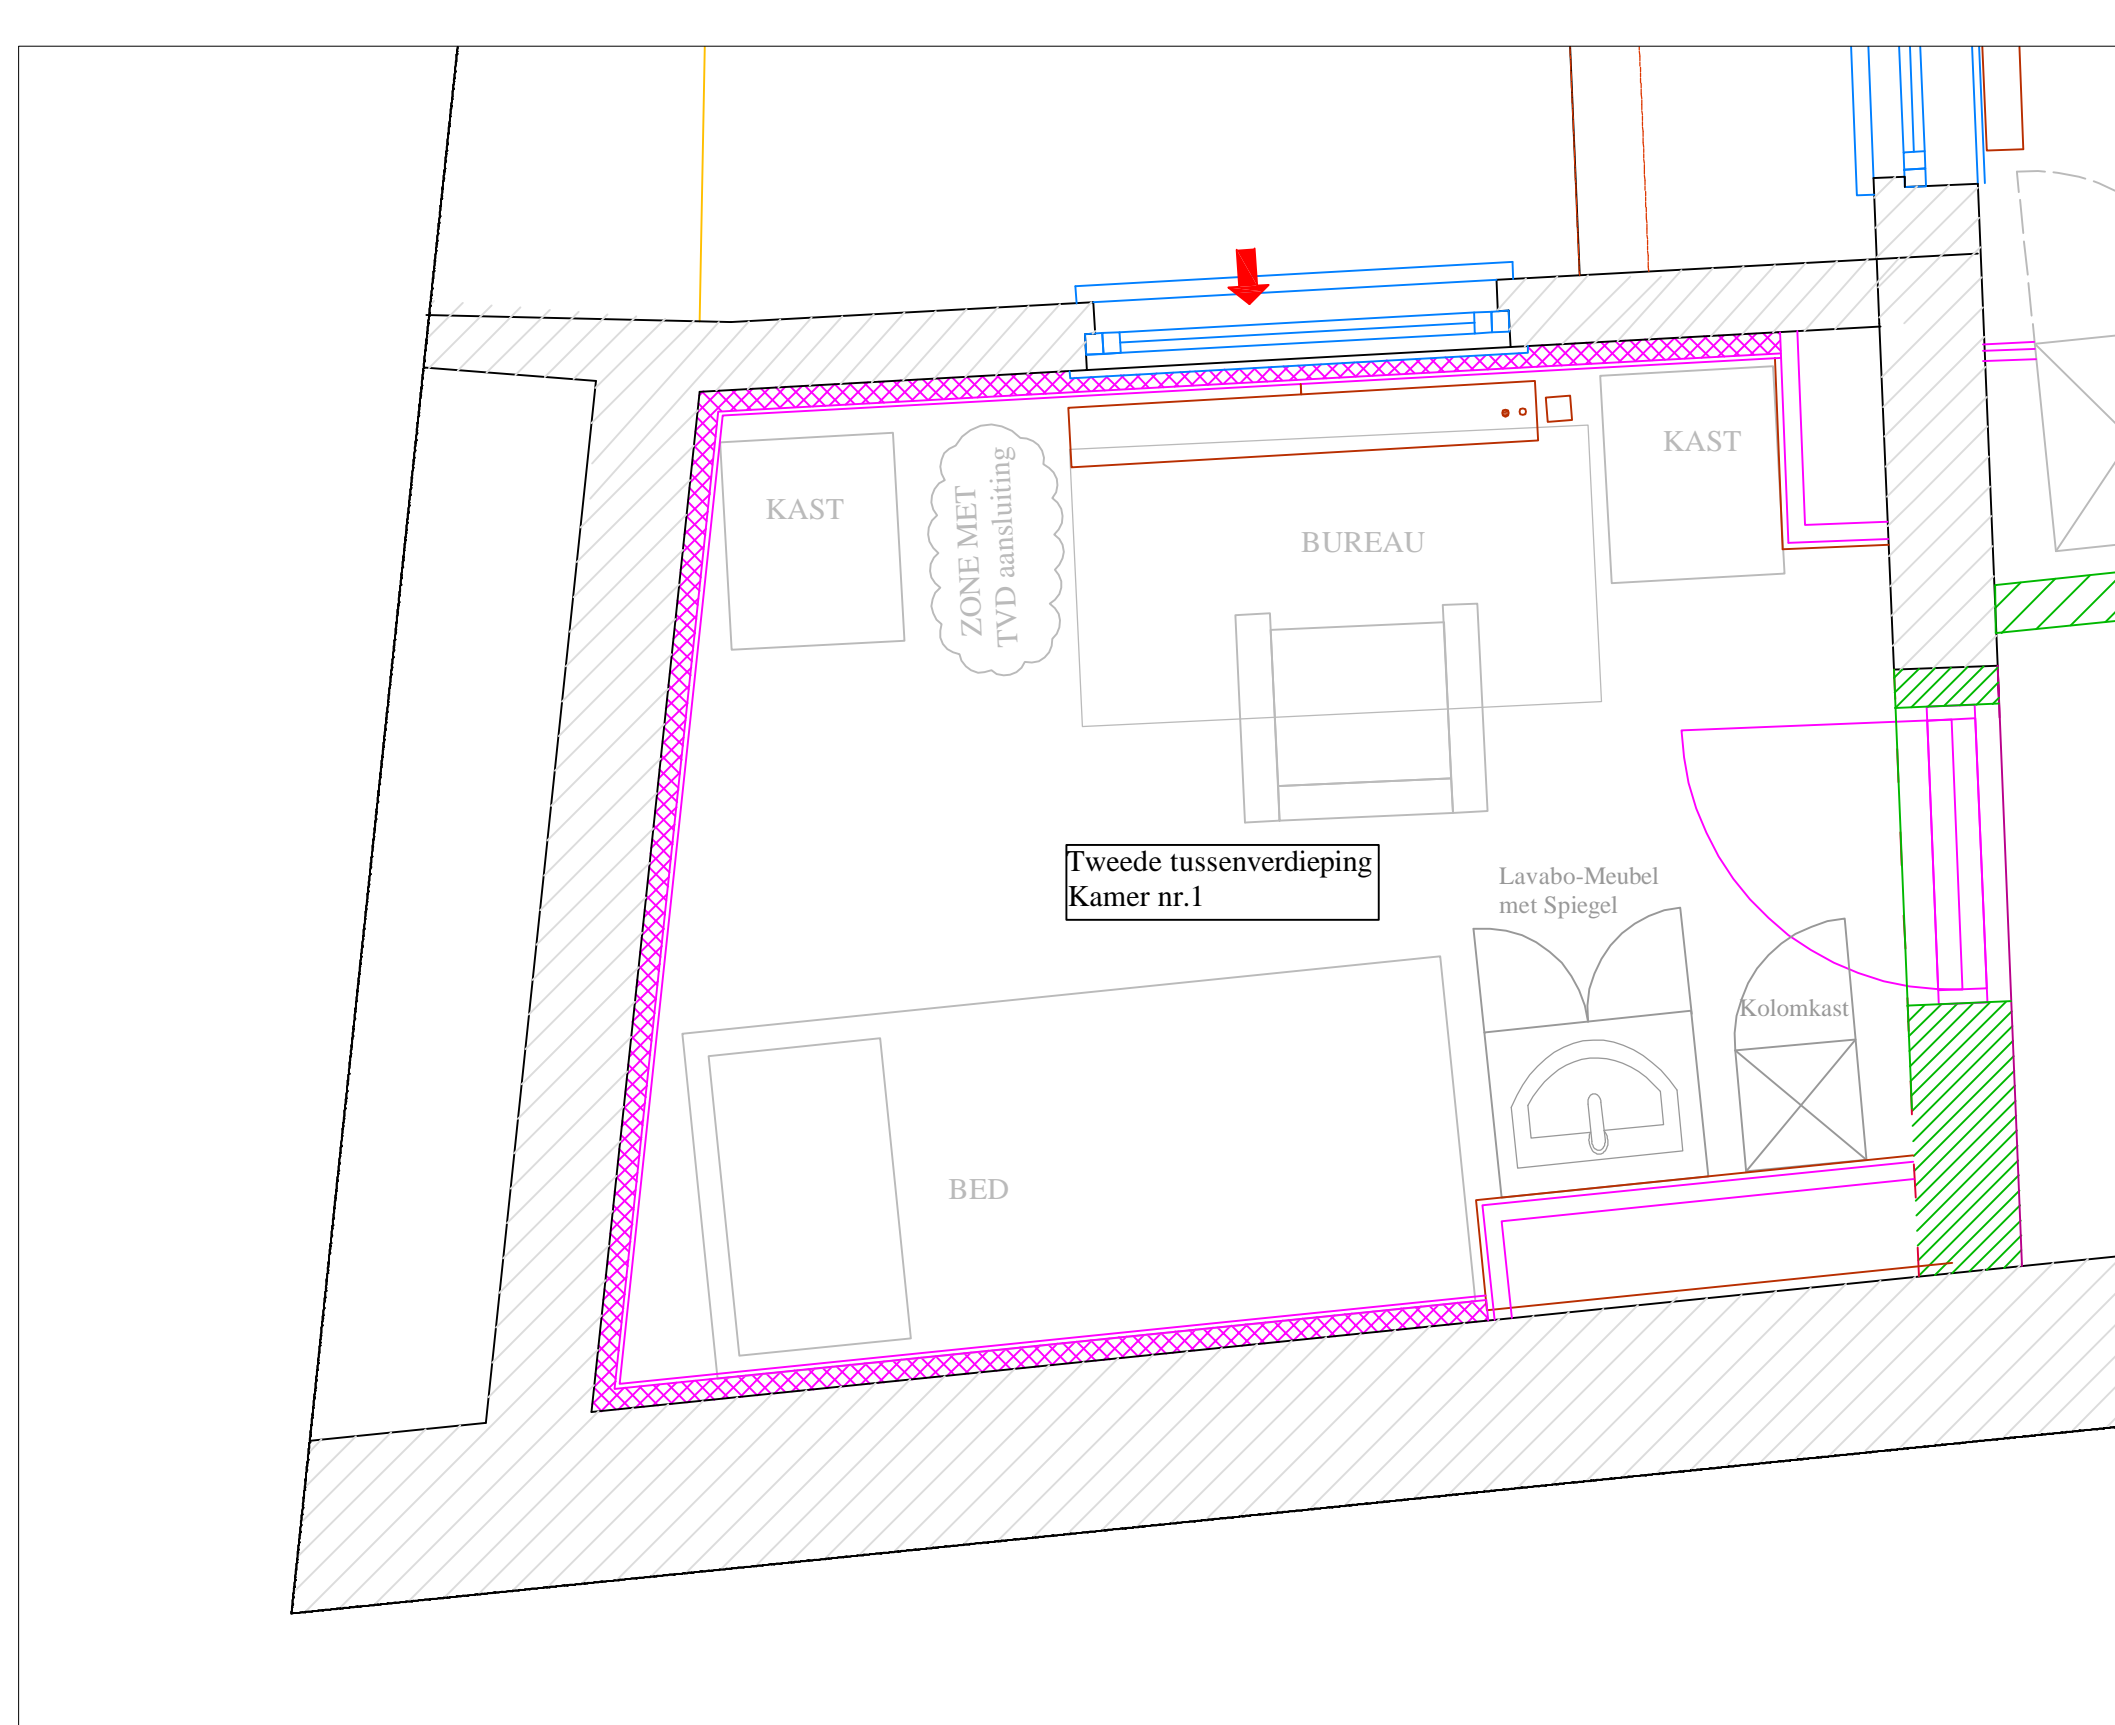 KAST
ZONE MET
TVD aansluiting
BUREAU
KAST
Tweede tussenverdieping
Kamer nr.1
Lavabo-Meubel
met Spiegel
Kolomkast
BED